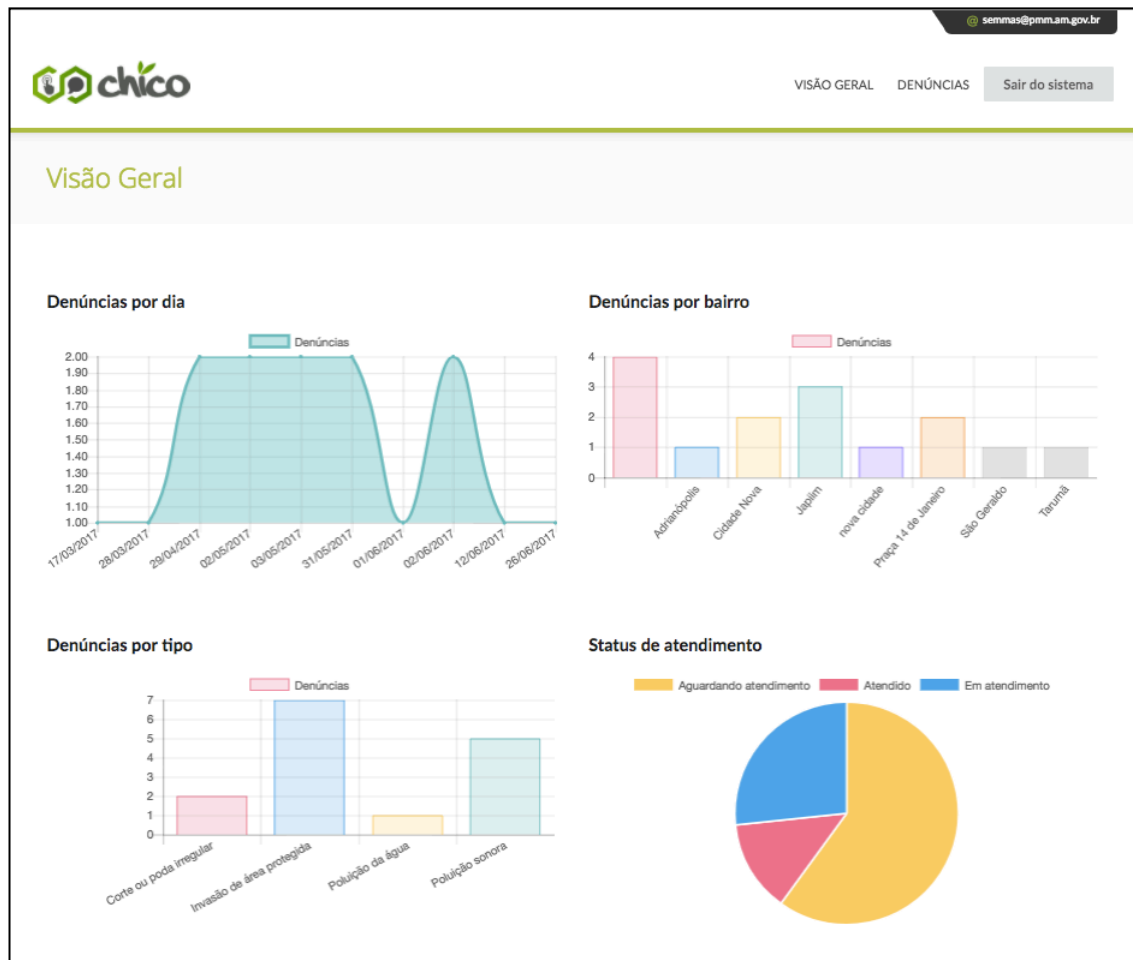 @ semmas@pmm.am.gov.br
chico
VISÃO GERAL DENÚNCIAS Sair do sistema
Visão Geral
Denúncias por dia
Denúncias
2.00
1.90
1.80
1.70
1.60
1.50
1.40
1.30
1.20
1.10
1.00
17/03/2017 28/03/2017 29/04/2017 02/05/2017 03/05/2017 31/05/2017 01/06/2017 02/06/2017 12/06/2017 26/06/2017
Denúncias por bairro
Denúncias
4
3
2
1
0
Adrianópolis Cidade Nova Japiim nova cidade Praça 14 de Janeiro São Geraldo Tarumã
Denúncias por tipo
Denúncias
7
6
5
4
3
2
1
0
Corte ou poda irregular Invasão de área protegida Poluição da água Poluição sonora
Status de atendimento
Aguardando atendimento Atendido Em atendimento